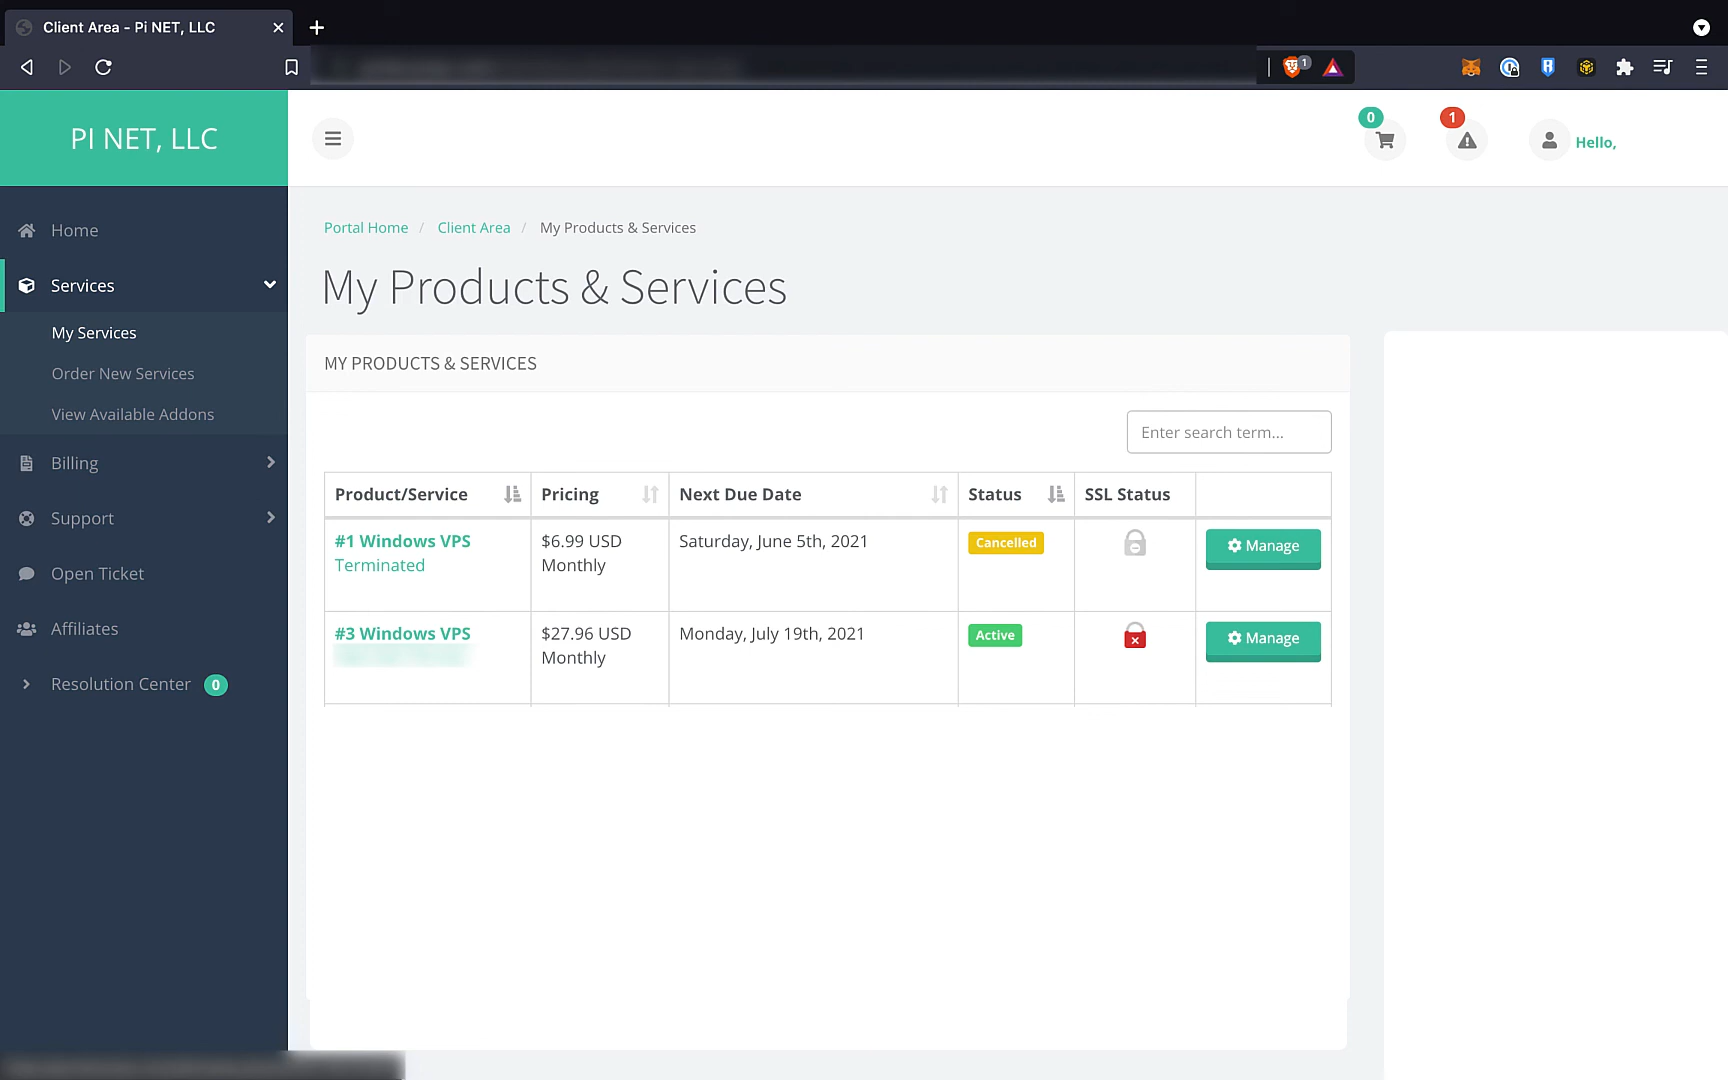 Client Area - Pi NET, LLC
1
PI NET, LLC
0
1
Hello,
Home
Services
My Services
Order New Services
View Available Addons
Billing
Support
Open Ticket
Affiliates
Resolution Center 0
Portal Home / Client Area / My Products & Services
My Products & Services
MY PRODUCTS & SERVICES
Enter search term...
Product/Service Pricing Next Due Date Status SSL Status
#1 Windows VPS $6.99 USD Saturday, June 5th, 2021 Cancelled Manage
Terminated Monthly
#3 Windows VPS $27.96 USD Monday, July 19th, 2021 Active Manage
Monthly